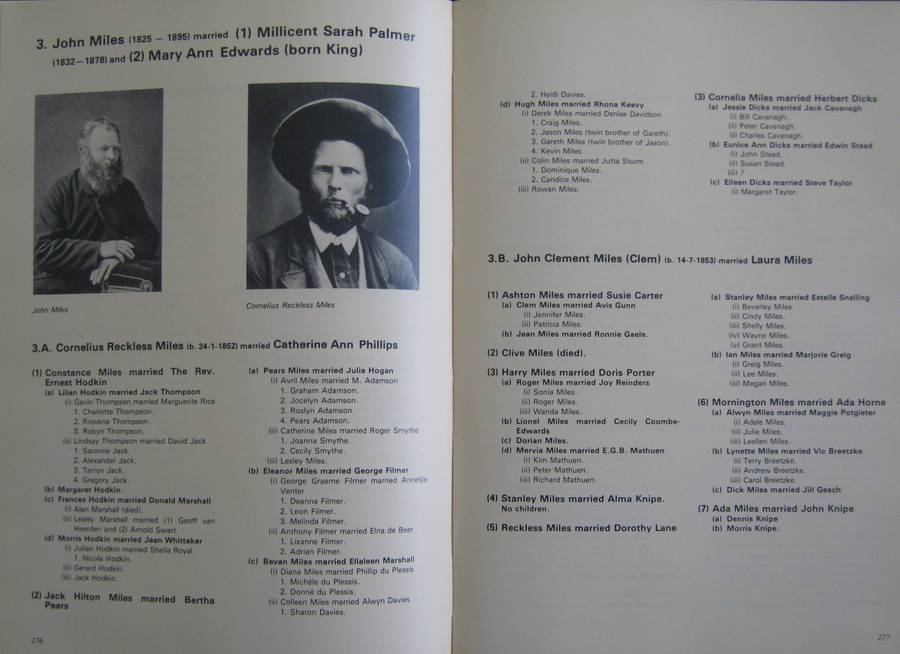 3. John Miles (1825 – 1895) married (1) Millicent Sarah Palmer
(1832–1878) and (2) Mary Ann Edwards (born King)
John Miles
Cornelius Reckless Miles
3.A. Cornelius Reckless Miles (b. 24-1-1852) married Catherine Ann Phillips
(1) Constance Miles married The Rev.
Ernest Hodkin
(a) Lilian Hodkin married Jack Thompson
(i) Gavin Thompson married Marguerite Rice
1. Charlotte Thompson.
2. Rowena Thompson.
3. Robyn Thompson.
(ii) Lindsay Thompson married David Jack
1. Saranne Jack.
2. Alexander Jack.
3. Tarryn Jack.
4. Gregory Jack.
(b) Margaret Hodkin.
(c) Frances Hodkin married Donald Marshall
(i) Alan Marshall (died).
(ii) Lesley Marshall married (1) Geoff van
Heerden and (2) Arnold Swart.
(d) Morris Hodkin married Jean Whittaker
(i) Julian Hodkin married Sheila Royal
1. Nicola Hodkin.
(ii) Gerard Hodkin.
(iii) Jack Hodkin.
(2) Jack Hilton Miles married Bertha
Pears
(a) Pears Miles married Julia Hogan
(i) Avril Miles married M. Adamson
1. Graham Adamson.
2. Jocelyn Adamson.
3. Roslyn Adamson.
4. Pears Adamson.
(ii) Catherine Miles married Roger Smythe
1. Joanna Smythe.
2. Cecily Smythe.
(iii) Lesley Miles.
(b) Eleanor Miles married George Filmer
(i) George Graeme Filmer married Annetjie
Venter
1. Deanna Filmer.
2. Leon Filmer.
3. Melinda Filmer.
(ii) Anthony Filmer married Elna de Beer
1. Lizanne Filmer.
2. Adrian Filmer.
(c) Bevan Miles married Ellaleen Marshall
(i) Diana Miles married Phillip du Plessis
1. Michéle du Plessis.
2. Donné du Plessis.
(ii) Colleen Miles married Alwyn Davies
1. Sharon Davies.
276
2. Heidi Davies.
(d) Hugh Miles married Rhona Keevy
(i) Derek Miles married Denise Davidson
1. Craig Miles.
2. Jason Miles (twin brother of Gareth).
3. Gareth Miles (twin brother of Jason).
4. Kevin Miles.
(ii) Colin Miles married Jutta Sturm
1. Dominique Miles.
2. Candice Miles.
(iii) Rowan Miles.
(3) Cornelia Miles married Herbert Dicks
(a) Jessie Dicks married Jack Cavanagh
(i) Bill Cavanagh.
(ii) Peter Cavanagh.
(iii) Charles Cavanagh.
(b) Eunice Ann Dicks married Edwin Stead
(i) John Stead.
(ii) Susan Stead.
(iii) ?
(c) Eileen Dicks married Steve Taylor
(i) Margaret Taylor.
3.B. John Clement Miles (Clem) (b. 14-7-1853) married Laura Miles
(1) Ashton Miles married Susie Carter
(a) Clem Miles married Avis Gunn
(i) Jennifer Miles.
(ii) Patricia Miles.
(b) Jean Miles married Ronnie Gaele.
(2) Clive Miles (died).
(3) Harry Miles married Doris Porter
(a) Roger Miles married Joy Reinders
(i) Sonia Miles.
(ii) Roger Miles.
(iii) Wanda Miles.
(b) Lionel Miles married Cecily Coombe-
Edwards
(c) Dorian Miles.
(d) Mervia Miles married E.G.B. Mathuen
(i) Kim Mathuen.
(ii) Peter Mathuen.
(iii) Richard Mathuen.
(4) Stanley Miles married Alma Knipe.
No children.
(5) Reckless Miles married Dorothy Lane
(a) Stanley Miles married Estelle Snelling
(i) Beverley Miles.
(ii) Cindy Miles.
(iii) Shelly Miles.
(iv) Wayne Miles.
(v) Grant Miles.
(b) Ian Miles married Marjorie Greig
(i) Greig Miles.
(ii) Lee Miles.
(iii) Megan Miles.
(6) Mornington Miles married Ada Horne
(a) Alwyn Miles married Maggie Potgieter
(i) Adele Miles.
(ii) Julie Miles.
(iii) Leellen Miles.
(b) Lynette Miles married Vic Breetzke
(i) Terry Breetzke.
(ii) Andrew Breetzke.
(iii) Carol Breetzke.
(c) Dick Miles married Jill Geach
(7) Ada Miles married John Knipe
(a) Dennis Knipe
(b) Morris Knipe.
277